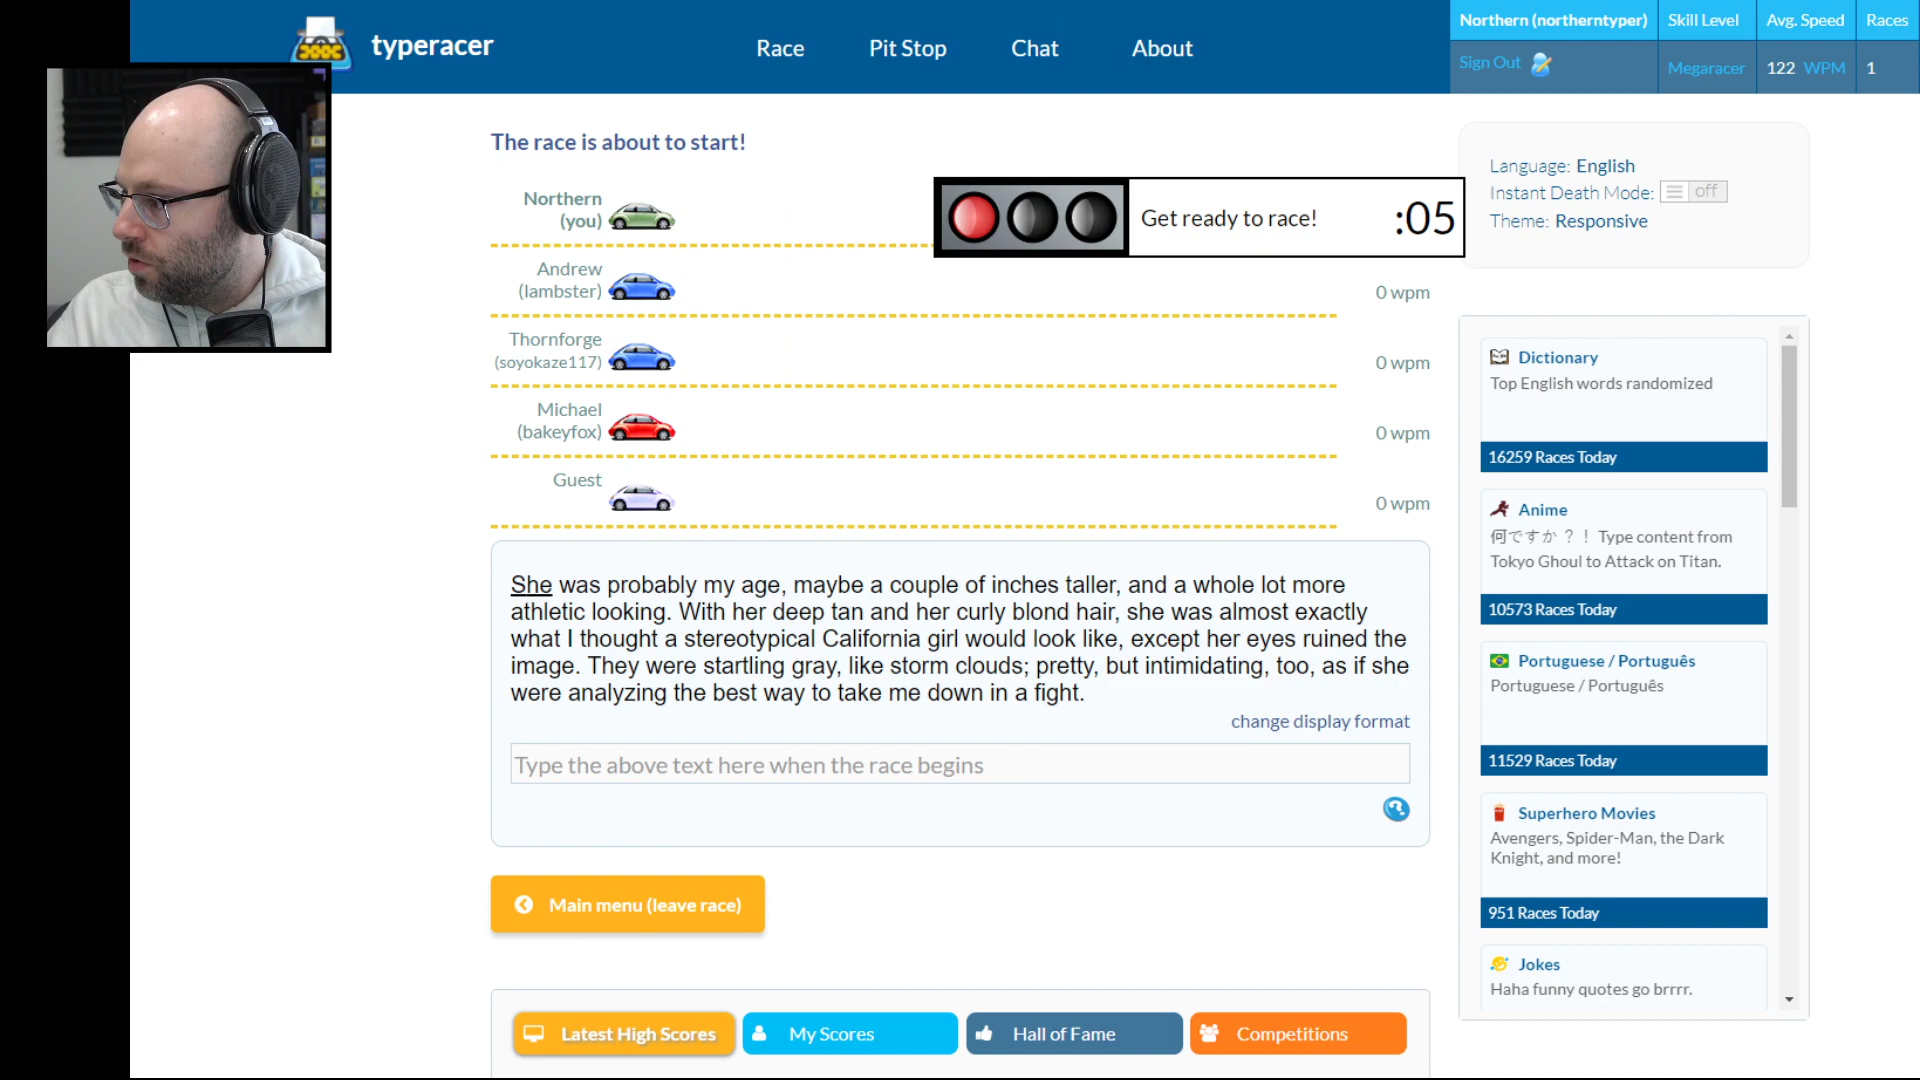 typeracer
Race
Pit Stop
Chat
About
Northern (northerntyper)
Skill Level
Avg. Speed
Races
Sign Out
Megaracer
122 WPM
1
The race is about to start!
Northern
(you)
Get ready to race!
:05
Andrew
(lambster)
0 wpm
Thornforge
(soyokaze117)
0 wpm
Michael
(bakeyfox)
0 wpm
Guest
0 wpm
She was probably my age, maybe a couple of inches taller, and a whole lot more
athletic looking. With her deep tan and her curly blond hair, she was almost exactly
what I thought a stereotypical California girl would look like, except her eyes ruined the
image. They were startling gray, like storm clouds; pretty, but intimidating, too, as if she
were analyzing the best way to take me down in a fight.
change display format
Type the above text here when the race begins
Main menu (leave race)
Latest High Scores
My Scores
Hall of Fame
Competitions
Language: English
Instant Death Mode: off
Theme: Responsive
Dictionary
Top English words randomized
16259 Races Today
Anime
何ですか？！ Type content from
Tokyo Ghoul to Attack on Titan.
10573 Races Today
Portuguese / Português
Portuguese / Português
11529 Races Today
Superhero Movies
Avengers, Spider-Man, the Dark
Knight, and more!
951 Races Today
Jokes
Haha funny quotes go brrrr.